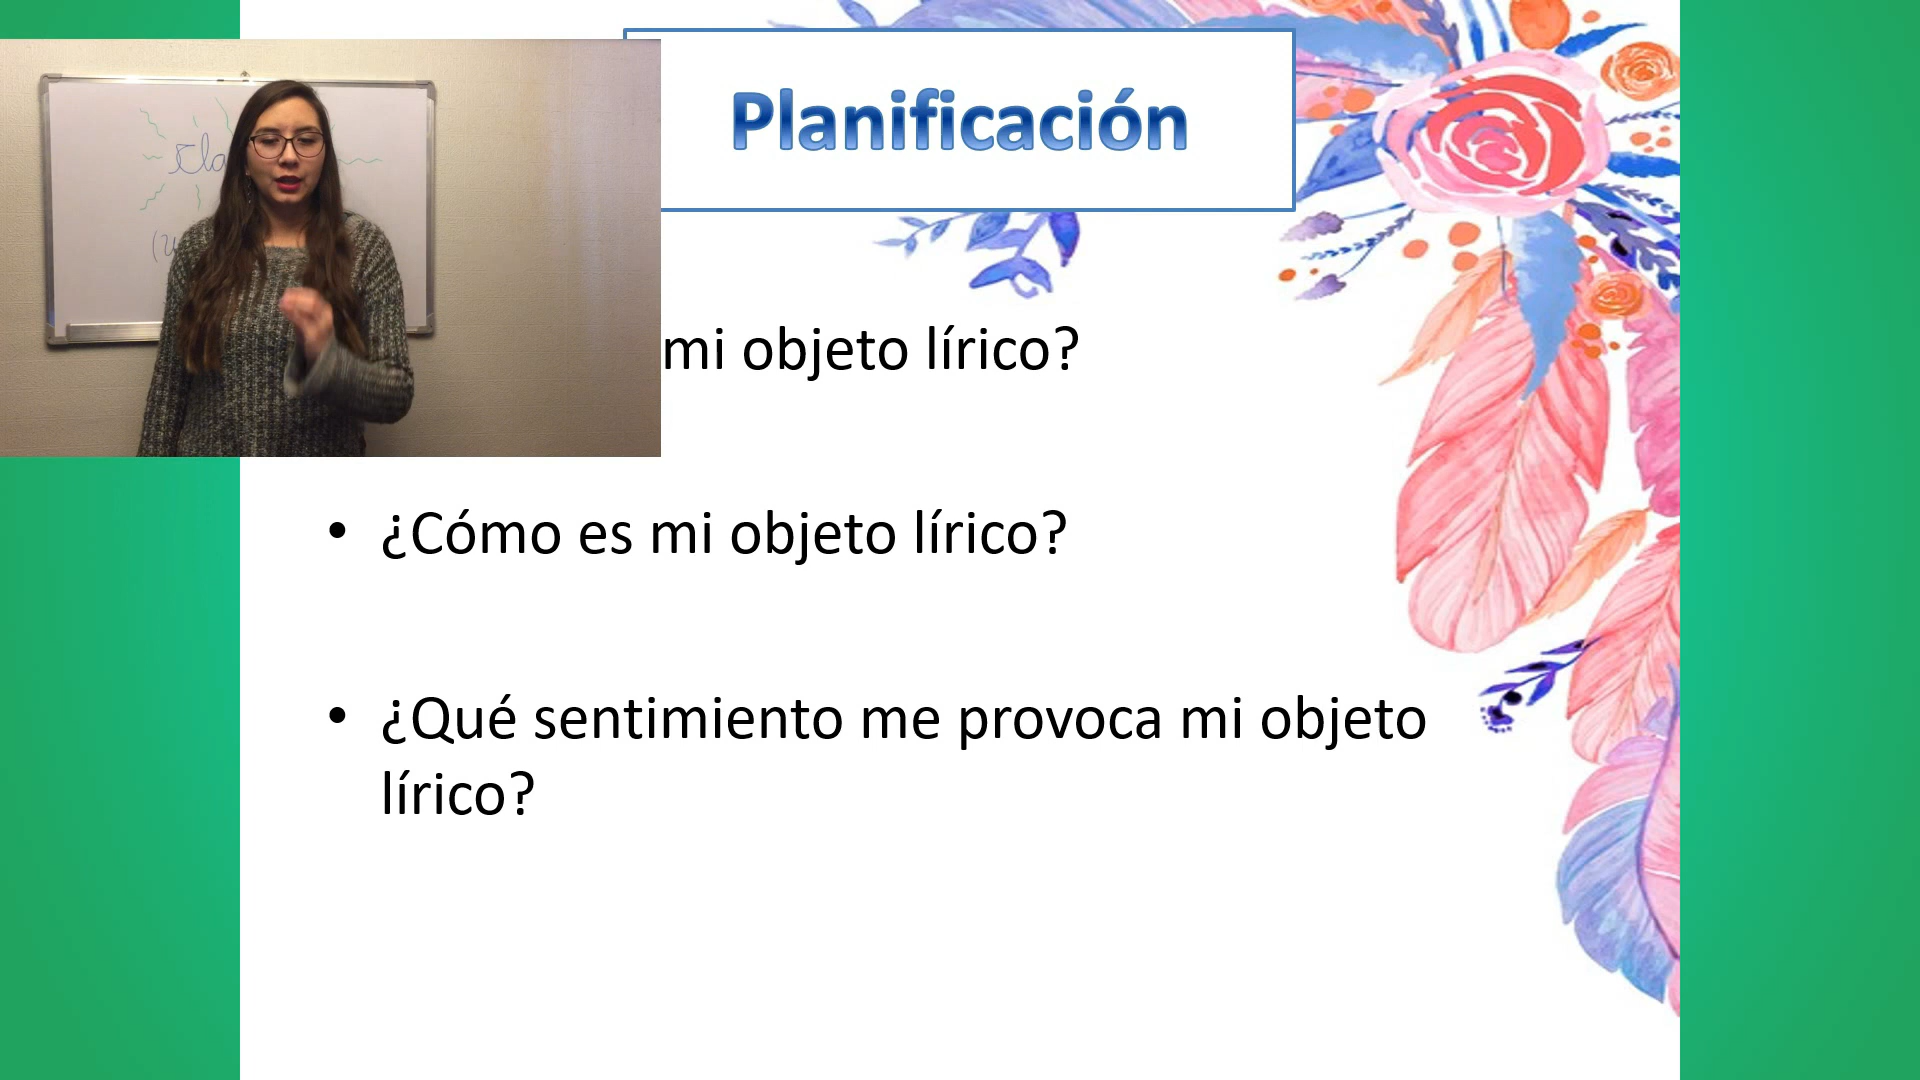 Planificación
mi objeto lírico?
• ¿Cómo es mi objeto lírico?
• ¿Qué sentimiento me provoca mi objeto
lírico?